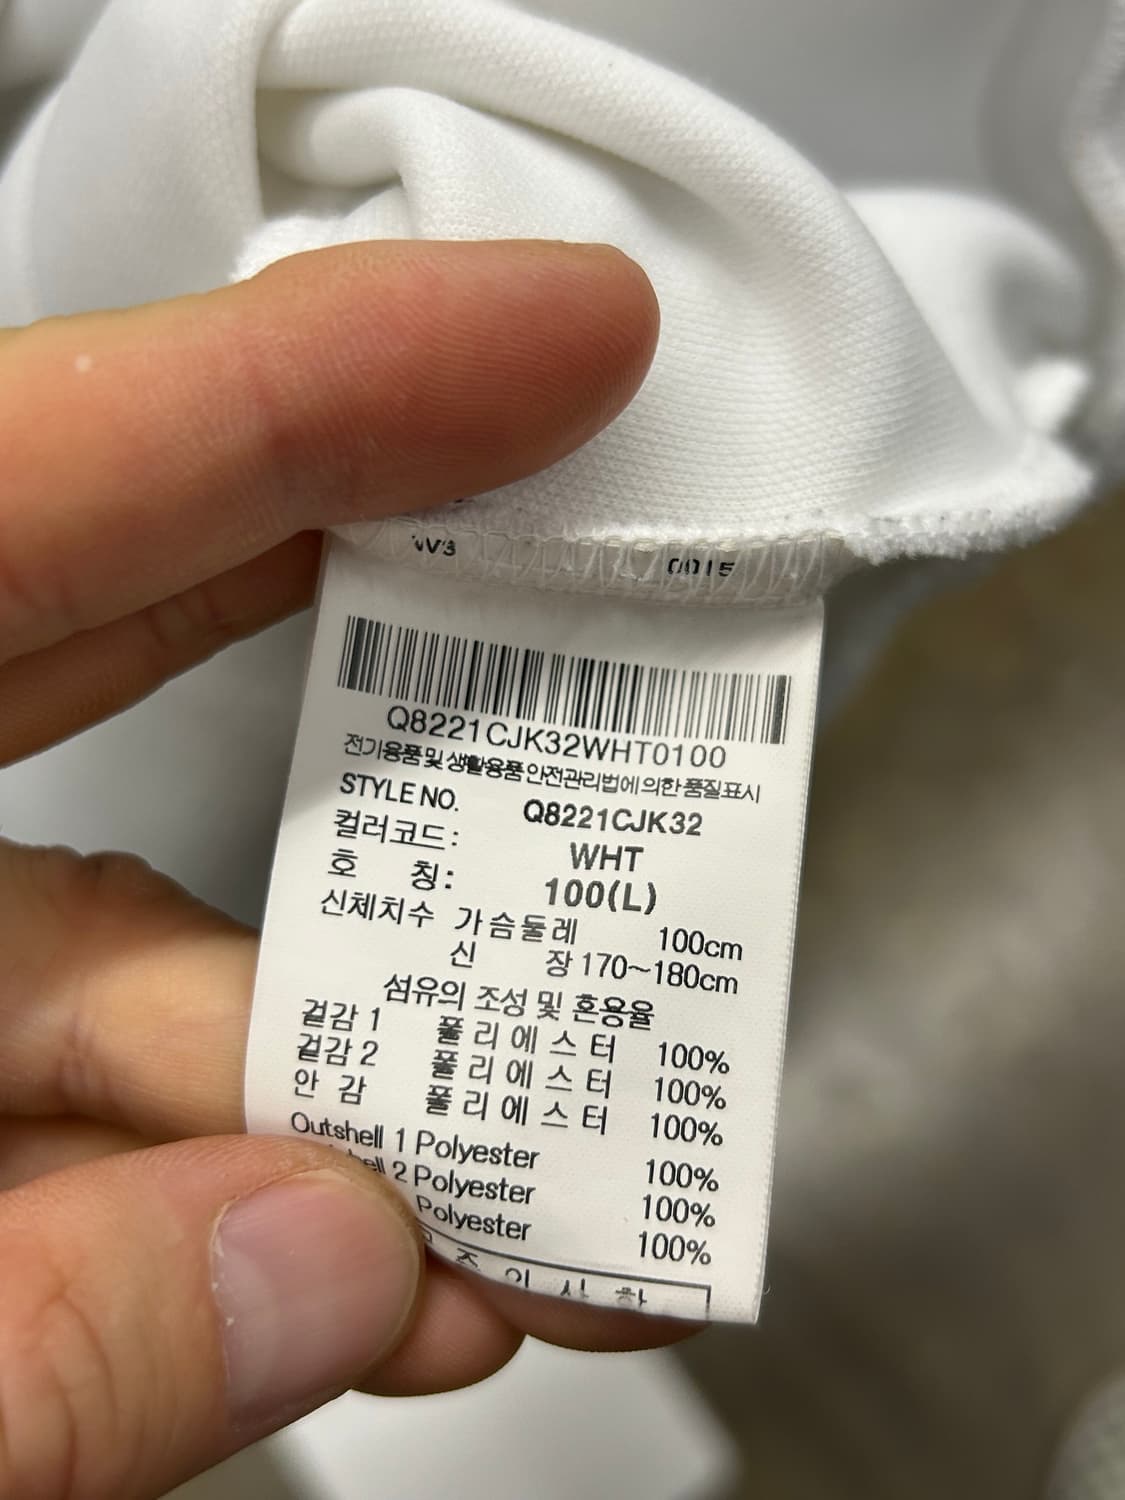 0015
Q8221CJK32WHT0100
전기용품 및 생활용품 안전관리법에 의한 품질표시
STYLE NO. Q8221CJK32
컬러코드: WHT
호 칭: 100(L)
신체치수 가슴둘레 100cm
신 장 170~180cm
섬유의 조성 및 혼용율
겉감 1 폴리에스터 100%
겉감 2 폴리에스터 100%
안 감 폴리에스터 100%
Outshell 1 Polyester 100%
2 Polyester 100%
Polyester 100%
주의사항